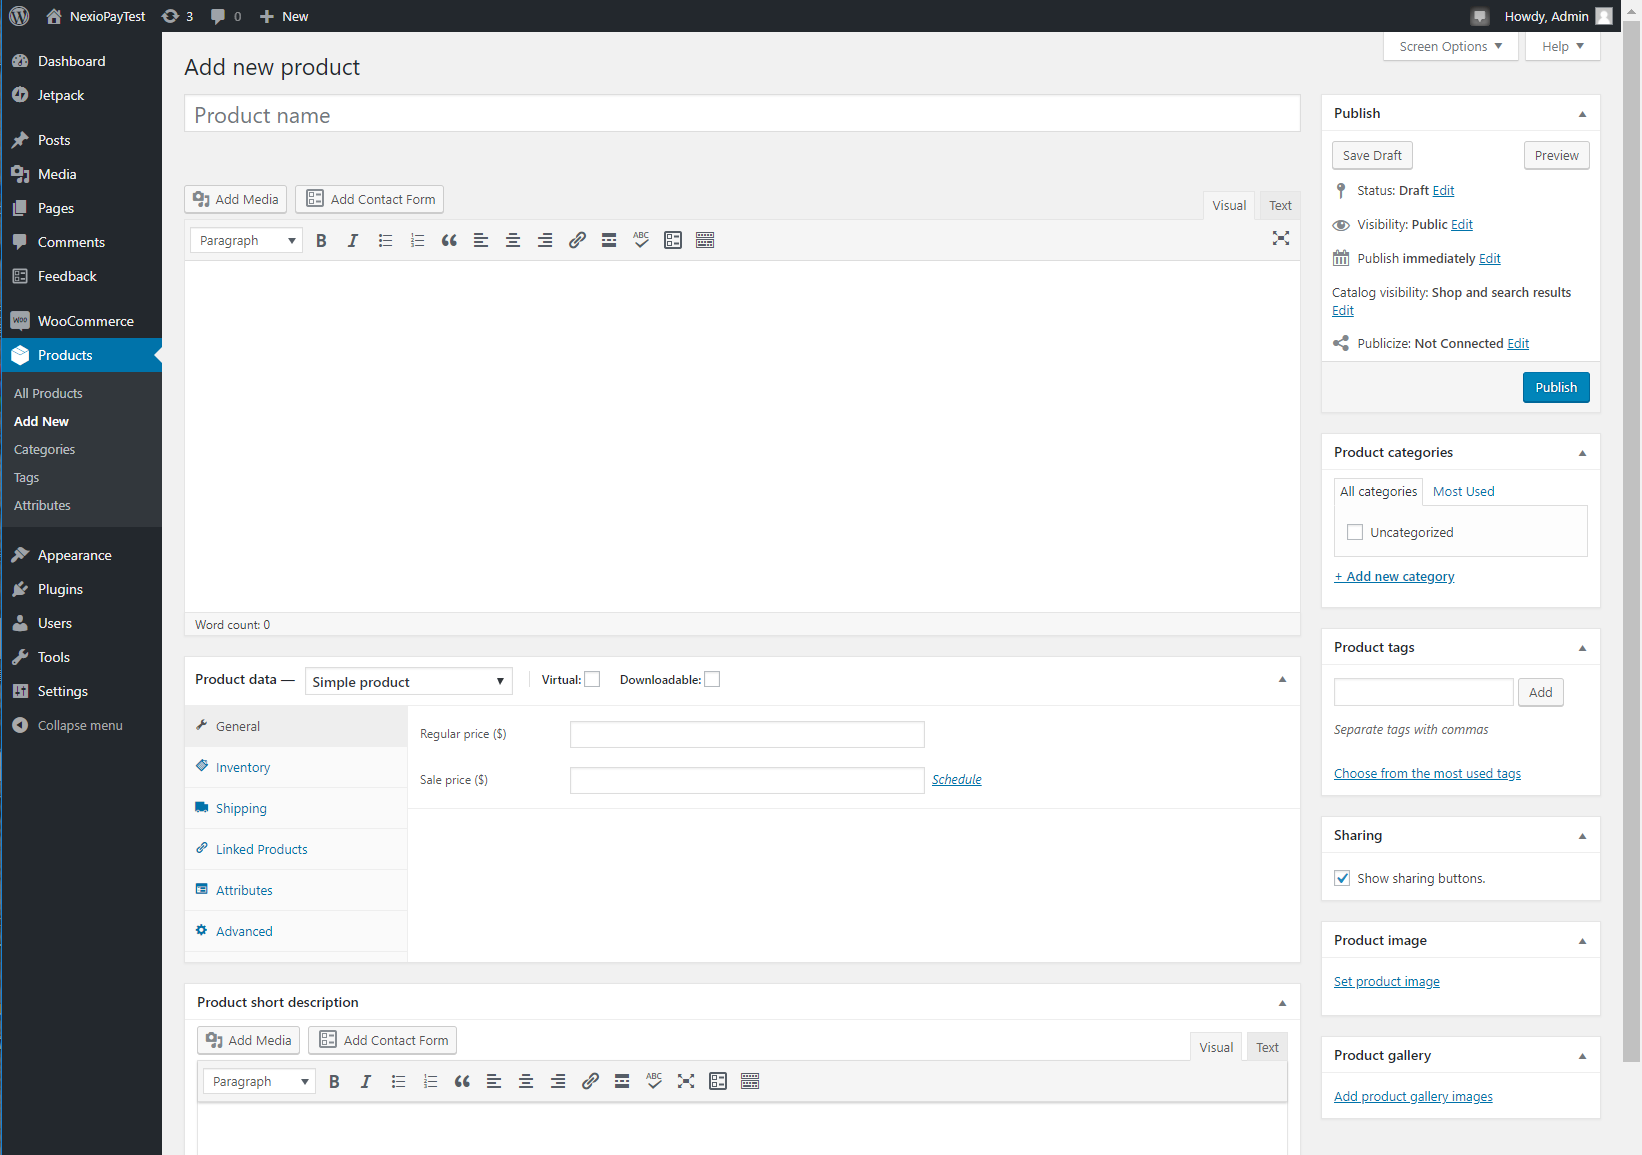 NexioPayTest 3 0 New Howdy, Admin
Screen Options Help
Dashboard
Jetpack
Posts
Media
Pages
Comments
Feedback
WOO WooCommerce
Products
All Products
Add New
Categories
Tags
Attributes
Appearance
Plugins
Users
Tools
Settings
Collapse menu
Add new product
Product name
Add Media Add Contact Form Visual Text
Paragraph B I ABC
Word count: 0
Product data — Simple product Virtual: Downloadable:
General
Inventory
Shipping
Linked Products
Attributes
Advanced
Regular price ($)
Sale price ($) Schedule
Product short description
Add Media Add Contact Form Visual Text
Paragraph B I ABC
Publish
Save Draft Preview
Status: Draft Edit
Visibility: Public Edit
Publish immediately Edit
Catalog visibility: Shop and search results
Edit
Publicize: Not Connected Edit
Publish
Product categories
All categories Most Used
Uncategorized
+ Add new category
Product tags
Add
Separate tags with commas
Choose from the most used tags
Sharing
Show sharing buttons.
Product image
Set product image
Product gallery
Add product gallery images